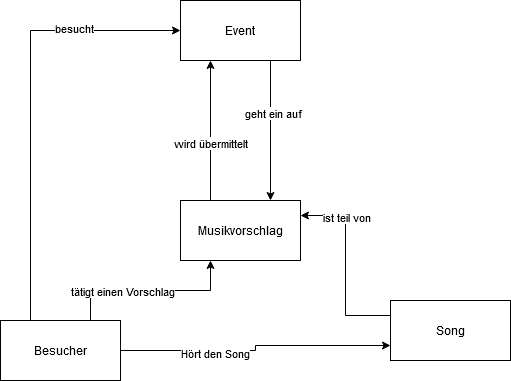 Event
besucht
geht ein auf
wird übermittelt
Musikvorschlag
ist teil von
tätigt einen Vorschlag
Song
Besucher
Hört den Song